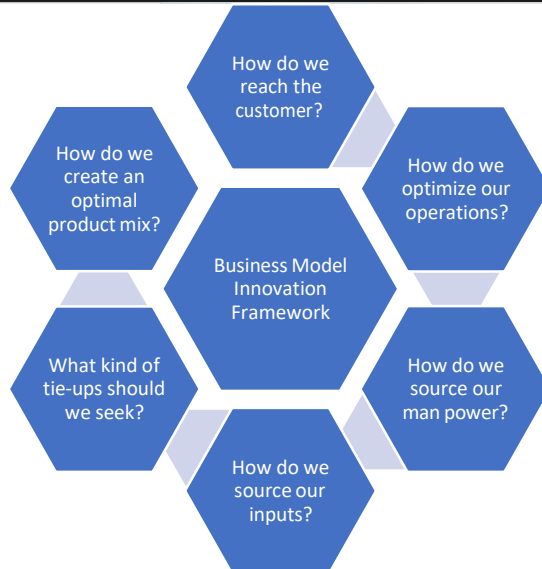 How do we
reach the
customer?
How do we
optimize our
operations?
How do we
source our
man power?
How do we
source our
inputs?
What kind of
tie-ups should
we seek?
How do we
create an
optimal
product mix?
Business Model
Innovation
Framework